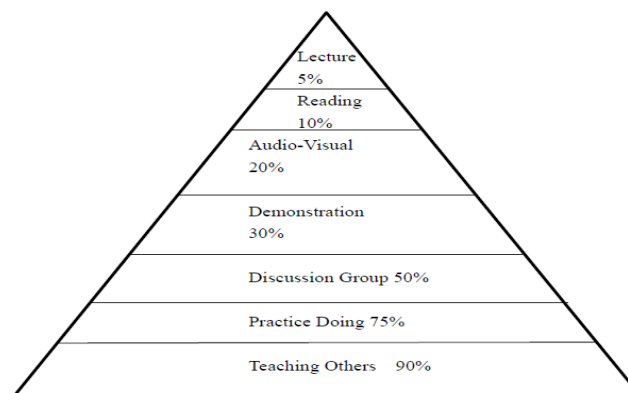 Lecture
5%
Reading
10%
Audio-Visual
20%
Demonstration
30%
Discussion Group 50%
Practice Doing 75%
Teaching Others 90%